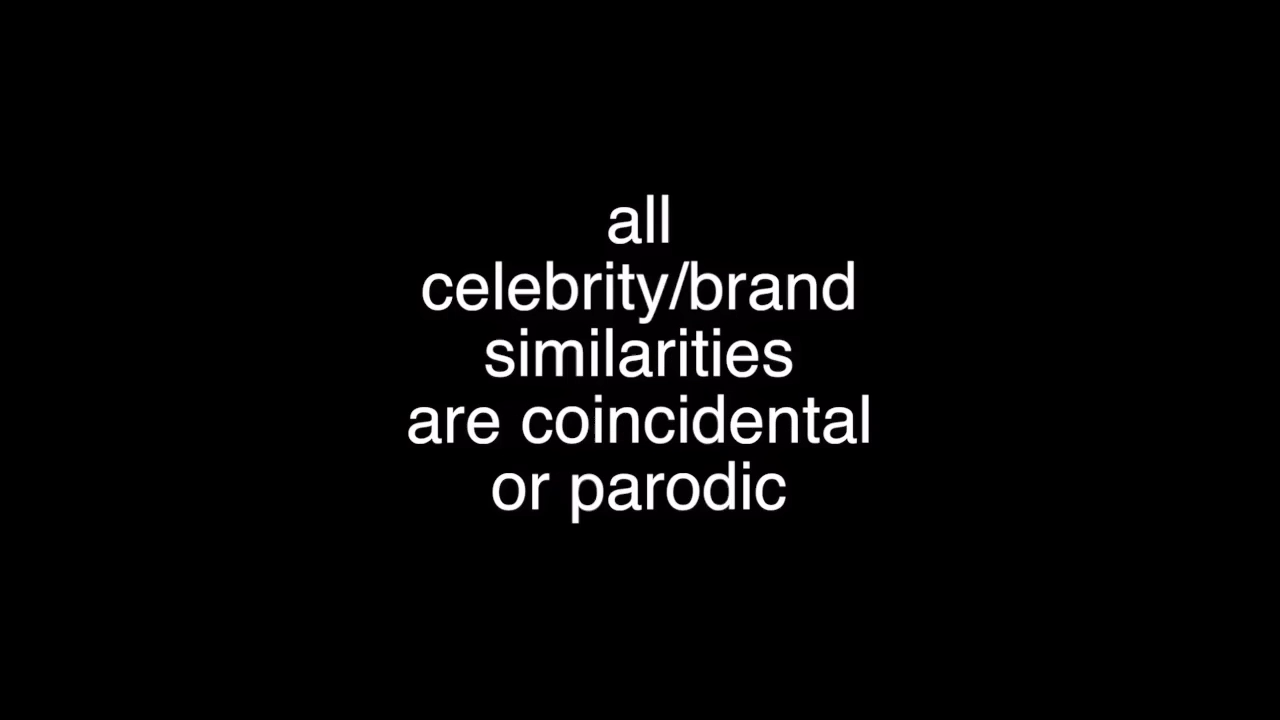 all
celebrity/brand
similarities
are coincidental
or parodic